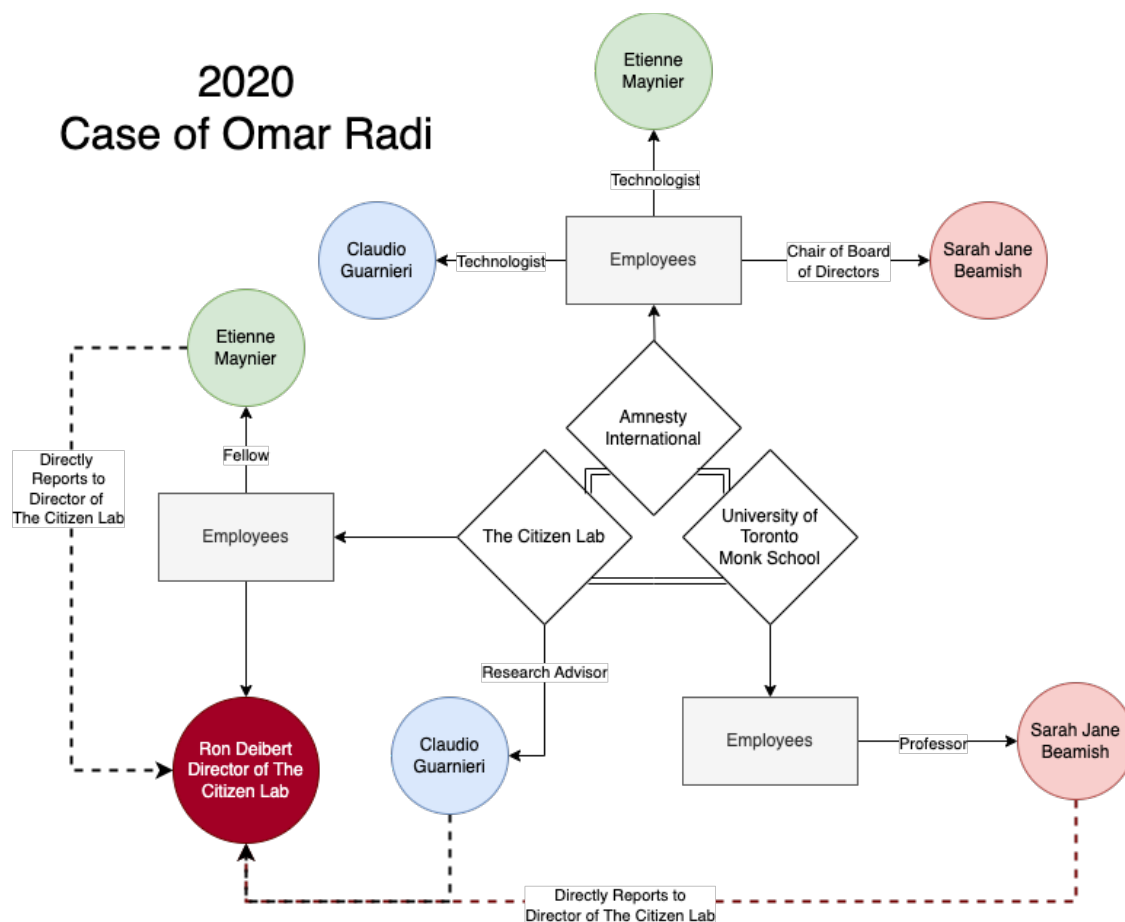 2020
Case of Omar Radi
Etienne
Maynier
Technologist
Claudio
Guarnieri
Technologist
Employees
Chair of Board
of Directors
Sarah Jane
Beamish
Etienne
Maynier
Amnesty
International
Directly
Reports to
Director of
The Citizen Lab
Fellow
Employees
The Citizen Lab
University of
Toronto
Monk School
Research Advisor
Ron Deibert
Director of The
Citizen Lab
Claudio
Guarnieri
Employees
Professor
Sarah Jane
Beamish
Directly Reports to
Director of The Citizen Lab